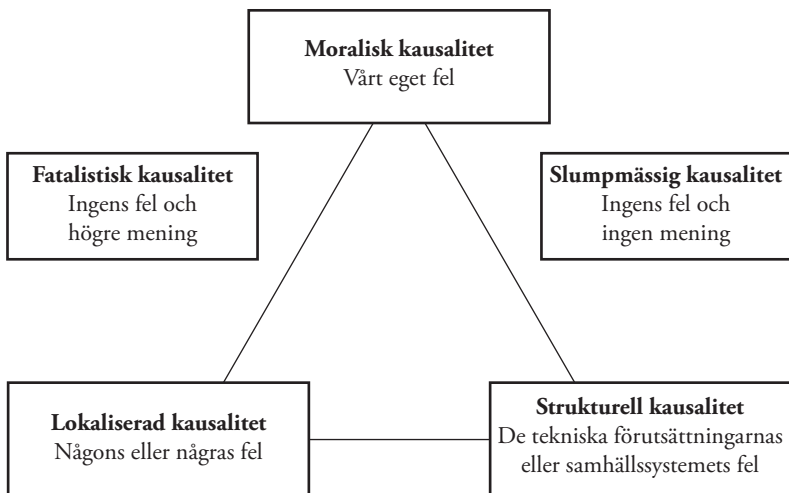 Moralisk kausalitet
Vårt eget fel
Fatalistisk kausalitet
Ingens fel och
högre mening
Slumpmässig kausalitet
Ingens fel och
ingen mening
Lokaliserad kausalitet
Någons eller någras fel
Strukturell kausalitet
De tekniska förutsättningarnas
eller samhällssystemets fel